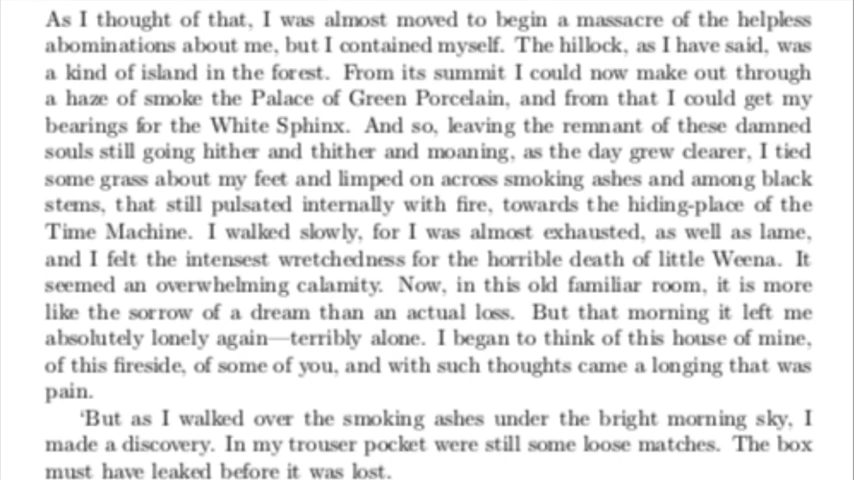 As I thought of that, I was almost moved to begin a massacre of the helpless
abominations about me, but I contained myself. The hillock, as I have said, was
a kind of island in the forest. From its summit I could now make out through
a haze of smoke the Palace of Green Porcelain, and from that I could get my
bearings for the White Sphinx. And so, leaving the remnant of these damned
souls still going hither and thither and moaning, as the day grew clearer, I tied
some grass about my feet and limped on across smoking ashes and among black
stems, that still pulsated internally with fire, towards the hiding-place of the
Time Machine. I walked slowly, for I was almost exhausted, as well as lame,
and I felt the intensest wretchedness for the horrible death of little Weena. It
seemed an overwhelming calamity. Now, in this old familiar room, it is more
like the sorrow of a dream than an actual loss. But that morning it left me
absolutely lonely again—terribly alone. I began to think of this house of mine,
of this fireside, of some of you, and with such thoughts came a longing that was
pain.
‘But as I walked over the smoking ashes under the bright morning sky, I
made a discovery. In my trouser pocket were still some loose matches. The box
must have leaked before it was lost.